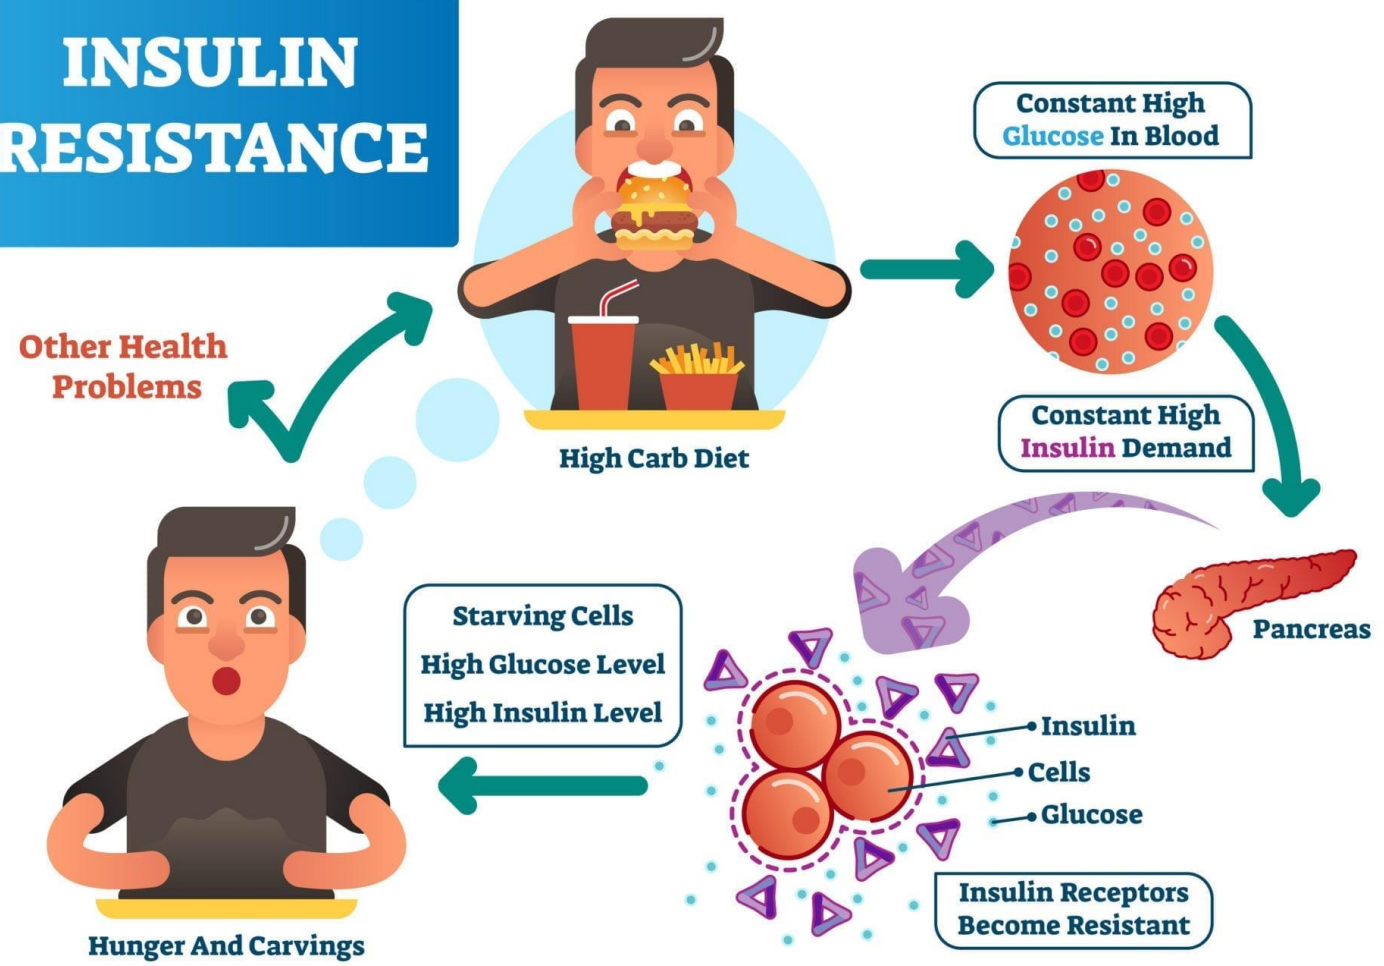 INSULIN
RESISTANCE
Constant High
Glucose In Blood
Other Health
Problems
High Carb Diet
Constant High
Insulin Demand
Pancreas
Starving Cells
High Glucose Level
High Insulin Level
Insulin
Cells
Glucose
Insulin Receptors
Become Resistant
Hunger And Carvings